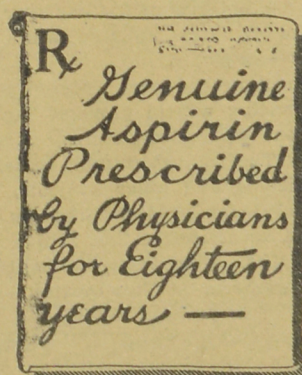 Rx
Genuine
Aspirin
Prescribed
by Physicians
for Eighteen
years —